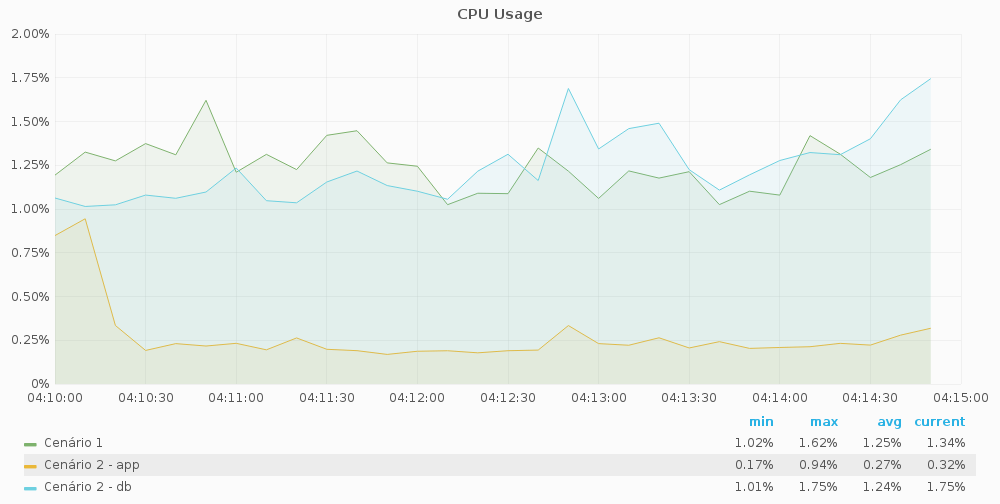 CPU Usage
2.00%
1.75%
1.50%
1.25%
1.00%
0.75%
0.50%
0.25%
0%
04:10:00 04:10:30 04:11:00 04:11:30 04:12:00 04:12:30 04:13:00 04:13:30 04:14:00 04:14:30 04:15:00
min max avg current
Cenário 1 1.02% 1.62% 1.25% 1.34%
Cenário 2 - app 0.17% 0.94% 0.27% 0.32%
Cenário 2 - db 1.01% 1.75% 1.24% 1.75%